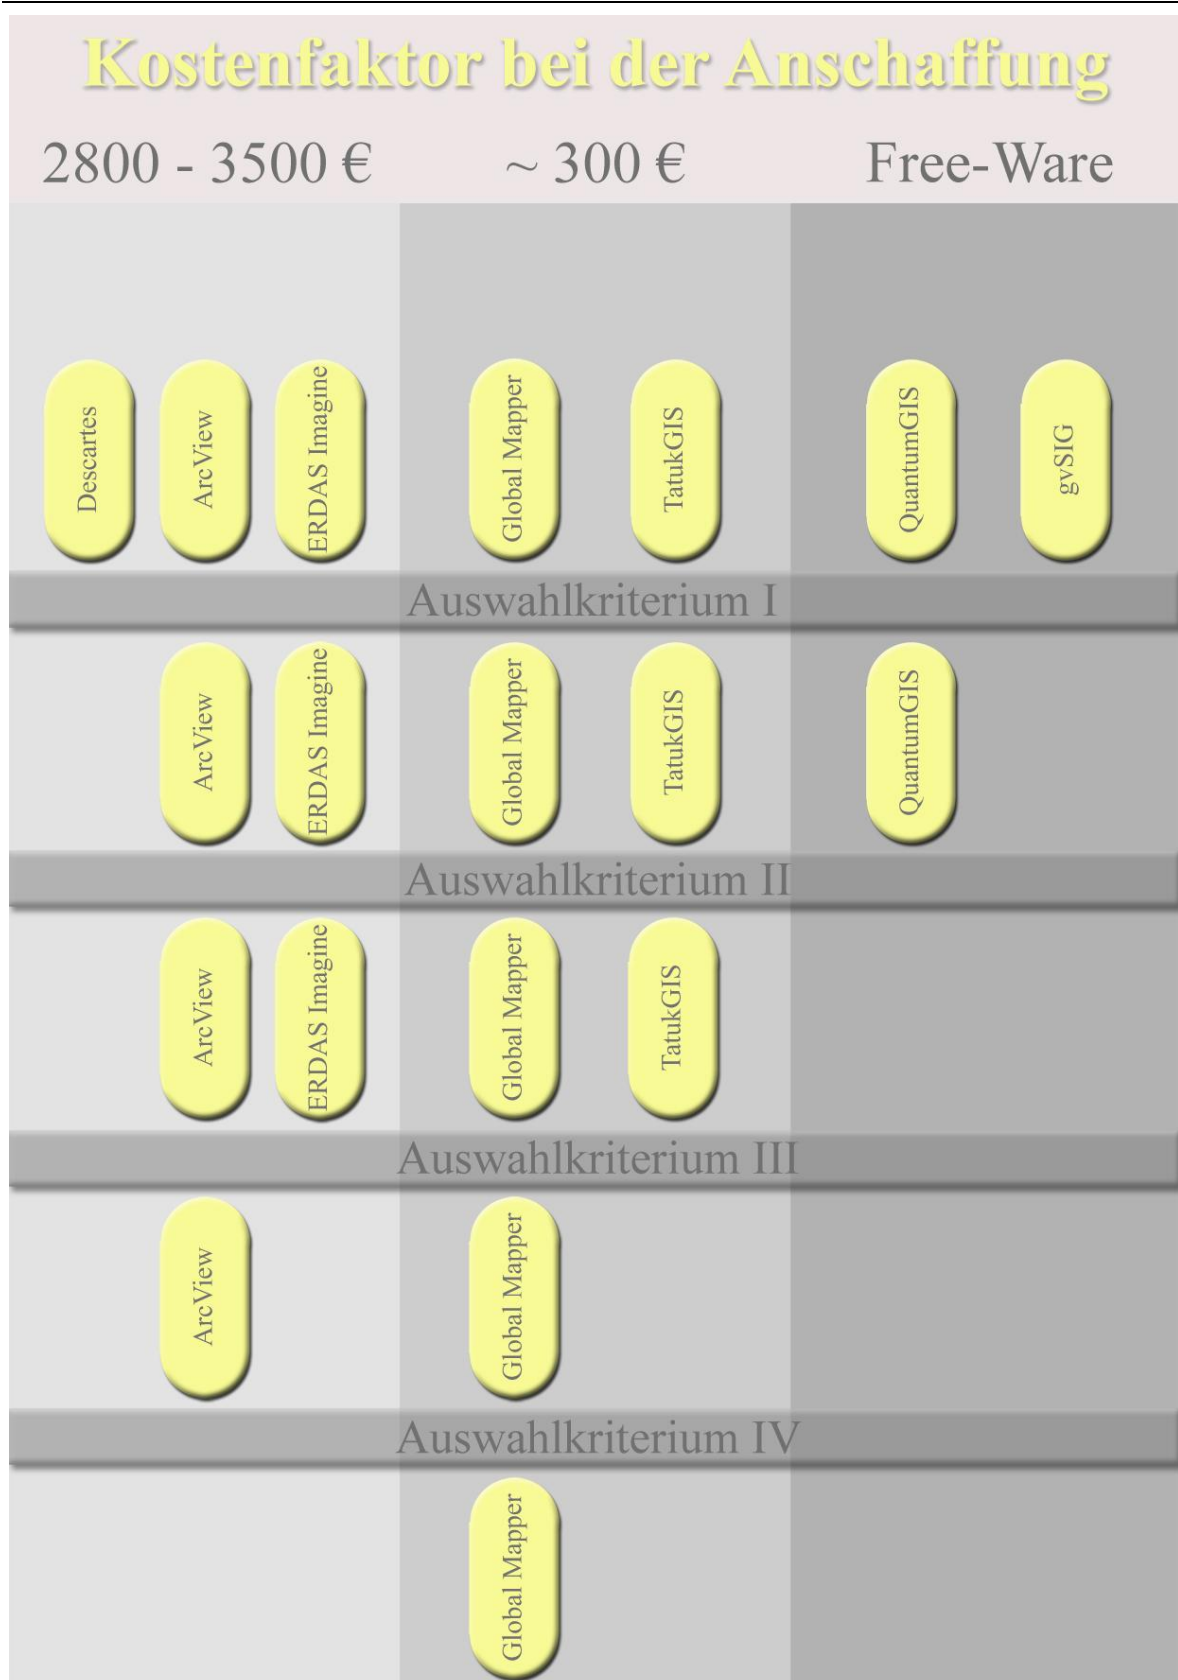 Kostenfaktor bei der Anschaffung
2800 - 3500 €
~ 300 €
Free-Ware
Descartes
ArcView
ERDAS Imagine
Global Mapper
TatukGIS
QuantumGIS
gvSIG
Auswahlkriterium I
ArcView
ERDAS Imagine
Global Mapper
TatukGIS
QuantumGIS
Auswahlkriterium II
ArcView
ERDAS Imagine
Global Mapper
TatukGIS
Auswahlkriterium III
ArcView
Global Mapper
Auswahlkriterium IV
Global Mapper